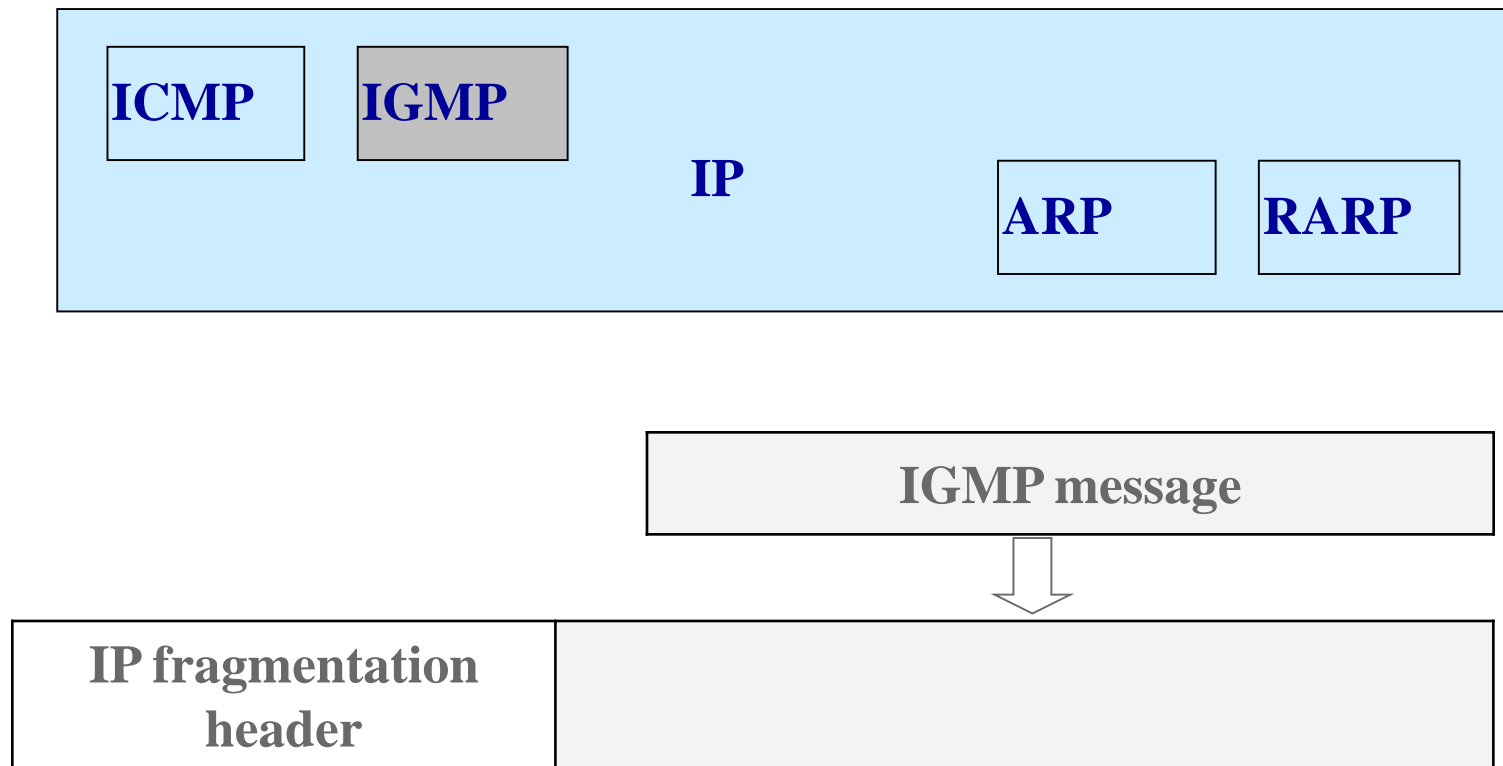 ICMP
IGMP
IP
ARP
RARP
IGMP message
IP fragmentation
header